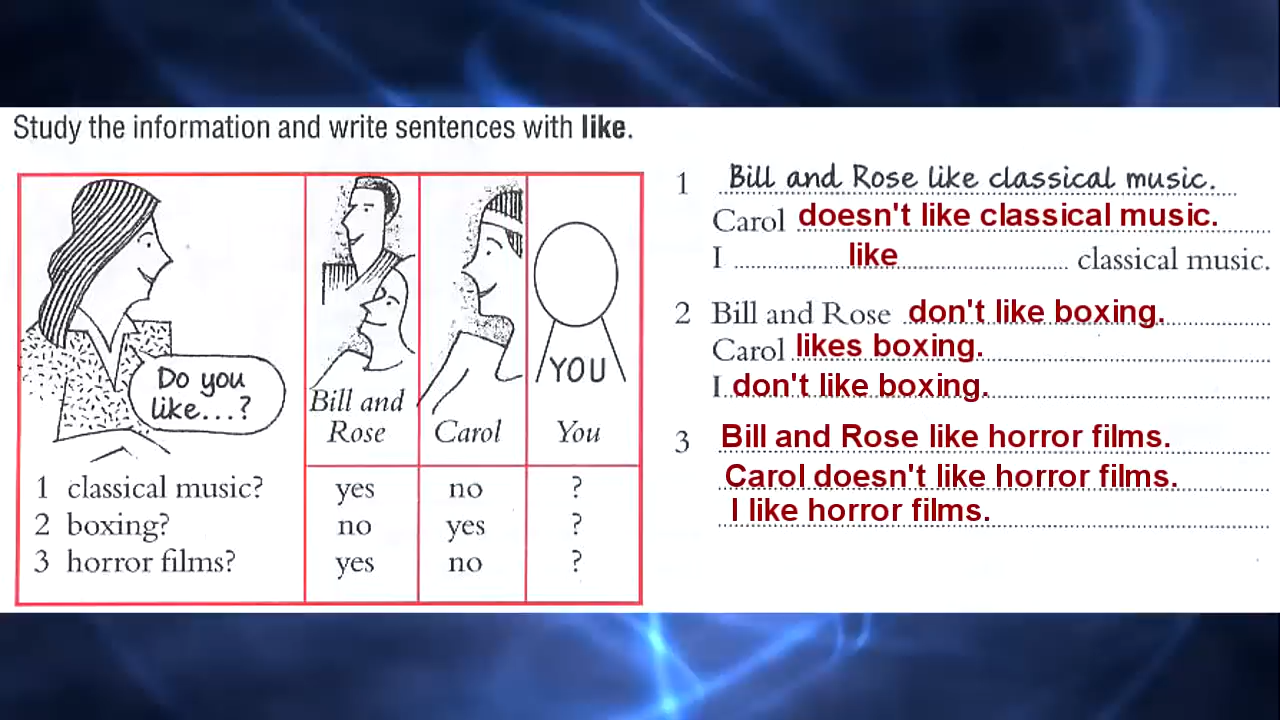 Study the information and write sentences with like.
Do you
like...?
Bill and
Rose
Carol
YOU
You
1 classical music? yes no ?
2 boxing? no yes ?
3 horror films? yes no ?
1 Bill and Rose like classical music.
Carol doesn't like classical music.
I like classical music.
2 Bill and Rose don't like boxing.
Carol likes boxing.
I don't like boxing.
3 Bill and Rose like horror films.
Carol doesn't like horror films.
I like horror films.